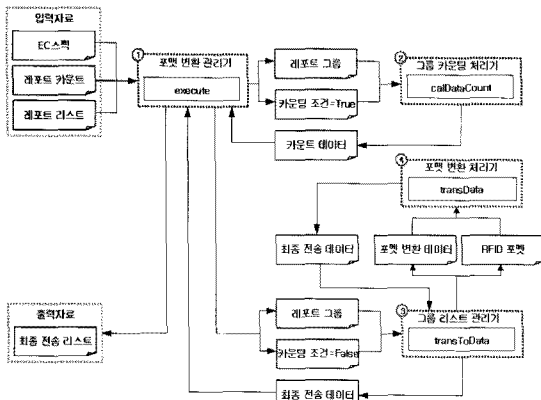 입력자료
EC스펙
레포트 카운트
레포트 리스트
① 포맷 변환 관리기
execute
레포트 그룹
카운팅 조건=True
카운트 데이터
② 그룹 카운팅 처리기
calDataCount
④ 포맷 변환 처리기
transData
최종 전송 데이터
포맷 변환 데이터
RFID 포맷
출력자료
최종 전송 리스트
레포트 그룹
카운팅 조건=False
최종 전송 데이터
③ 그룹 리스트 관리기
transToData